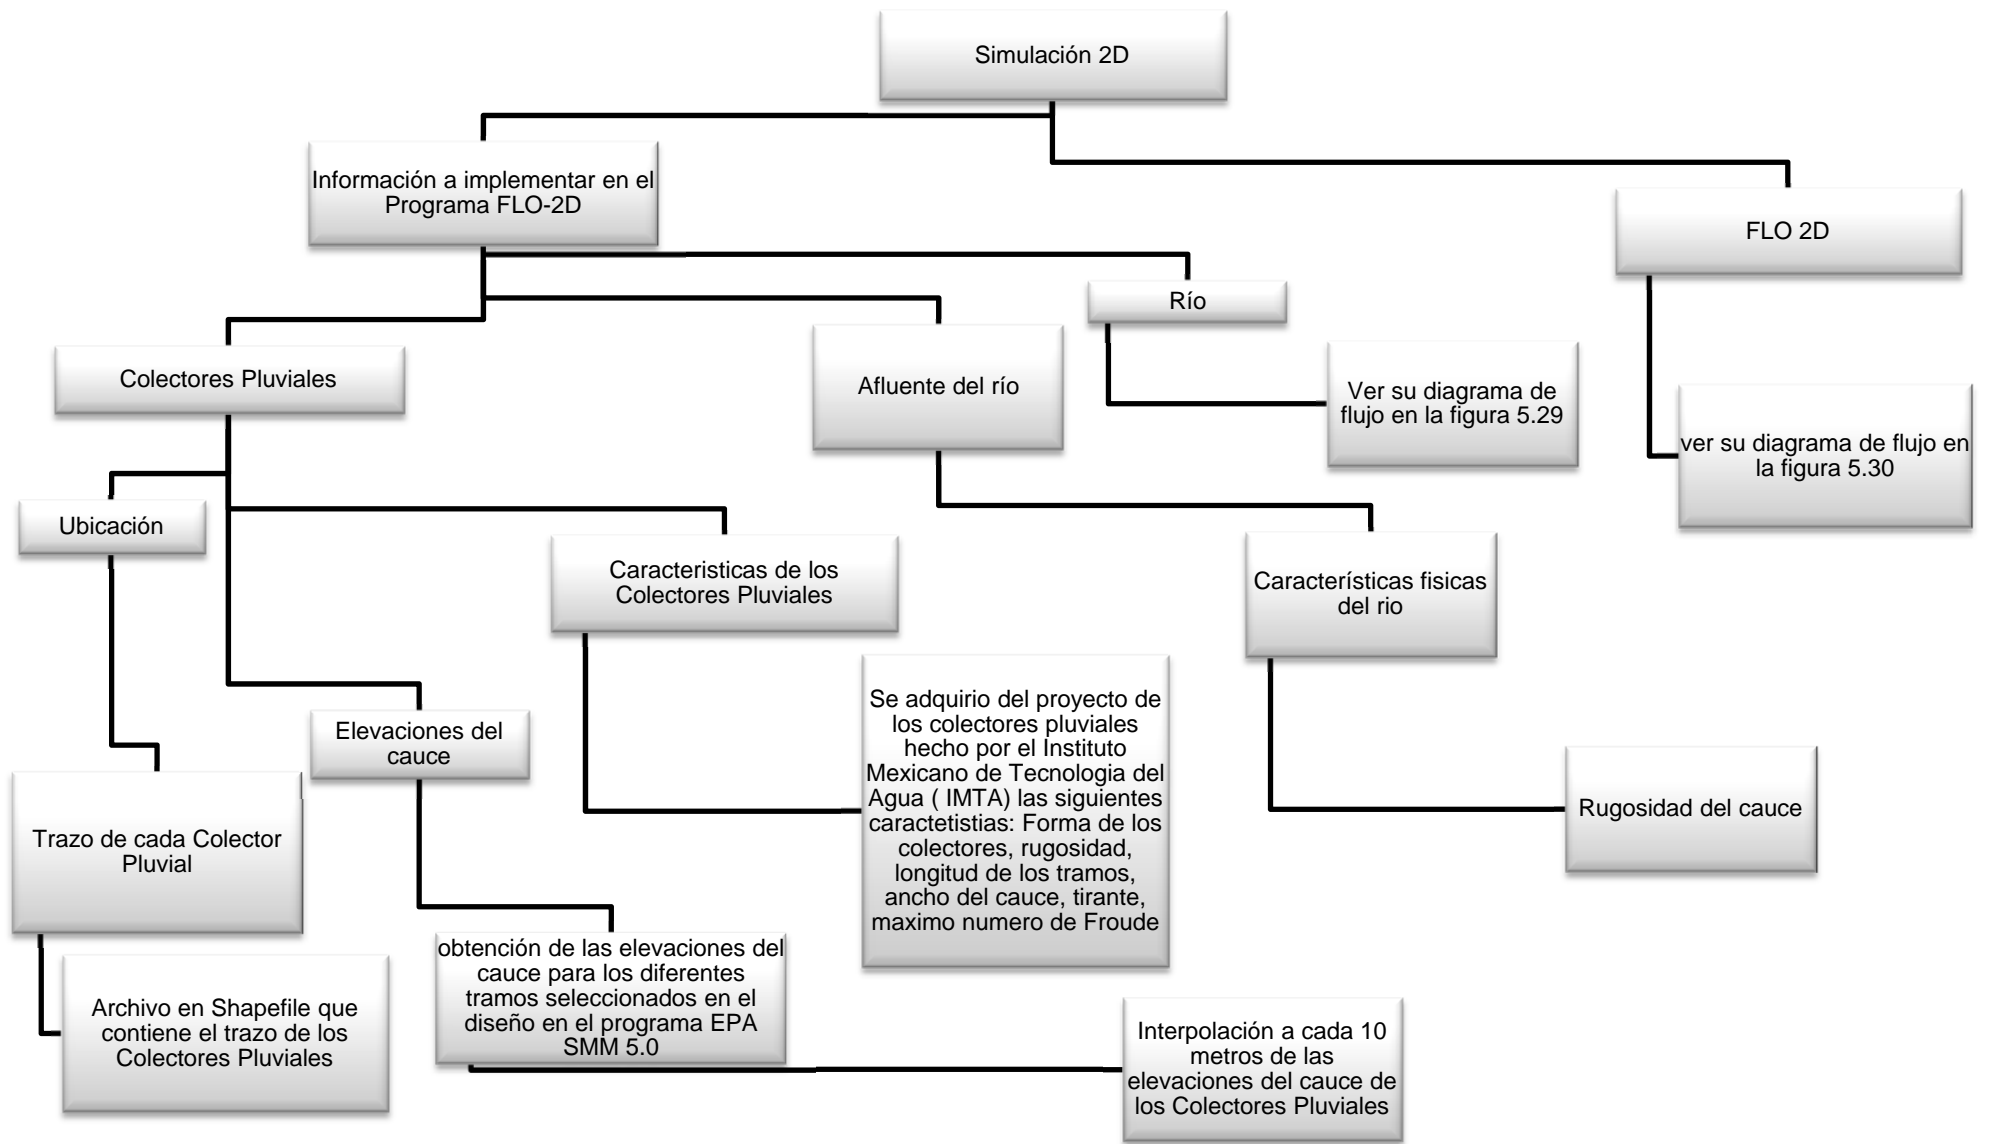 Simulación 2D
Información a implementar en el
Programa FLO-2D
FLO 2D
Río
Colectores Pluviales
Afluente del río
Ver su diagrama de
flujo en la figura 5.29
ver su diagrama de flujo en
la figura 5.30
Ubicación
Caracteristicas de los
Colectores Pluviales
Características fisicas
del rio
Elevaciones del
cauce
Se adquirio del proyecto de
los colectores pluviales
hecho por el Instituto
Mexicano de Tecnologia del
Agua ( IMTA) las siguientes
caractetistias: Forma de los
colectores, rugosidad,
longitud de los tramos,
ancho del cauce, tirante,
maximo numero de Froude
Rugosidad del cauce
Trazo de cada Colector
Pluvial
Archivo en Shapefile que
contiene el trazo de los
Colectores Pluviales
obtención de las elevaciones del
cauce para los diferentes
tramos seleccionados en el
diseño en el programa EPA
SMM 5.0
Interpolación a cada 10
metros de las
elevaciones del cauce de
los Colectores Pluviales